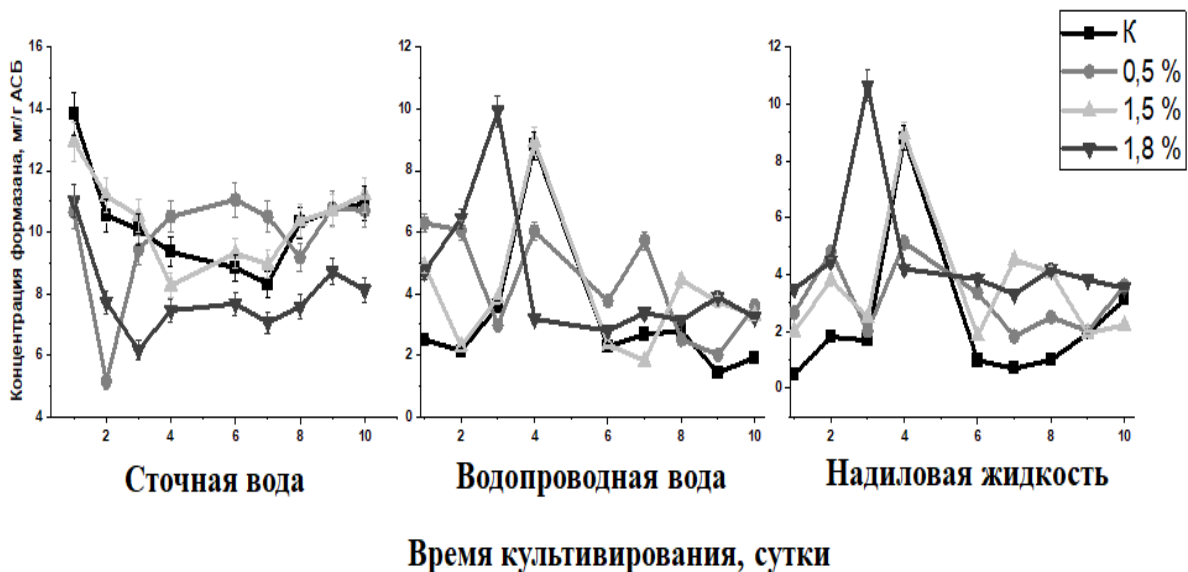 К
0,5 %
1,5 %
1,8 %
Концентрация формазана, мг/г АСБ
16
14
12
10
8
6
4
2 4 6 8 10
12
10
8
6
4
2
0
2 4 6 8 10
12
10
8
6
4
2
0
2 4 6 8 10
Сточная вода
Водопроводная вода
Надиловая жидкость
Время культивирования, сутки